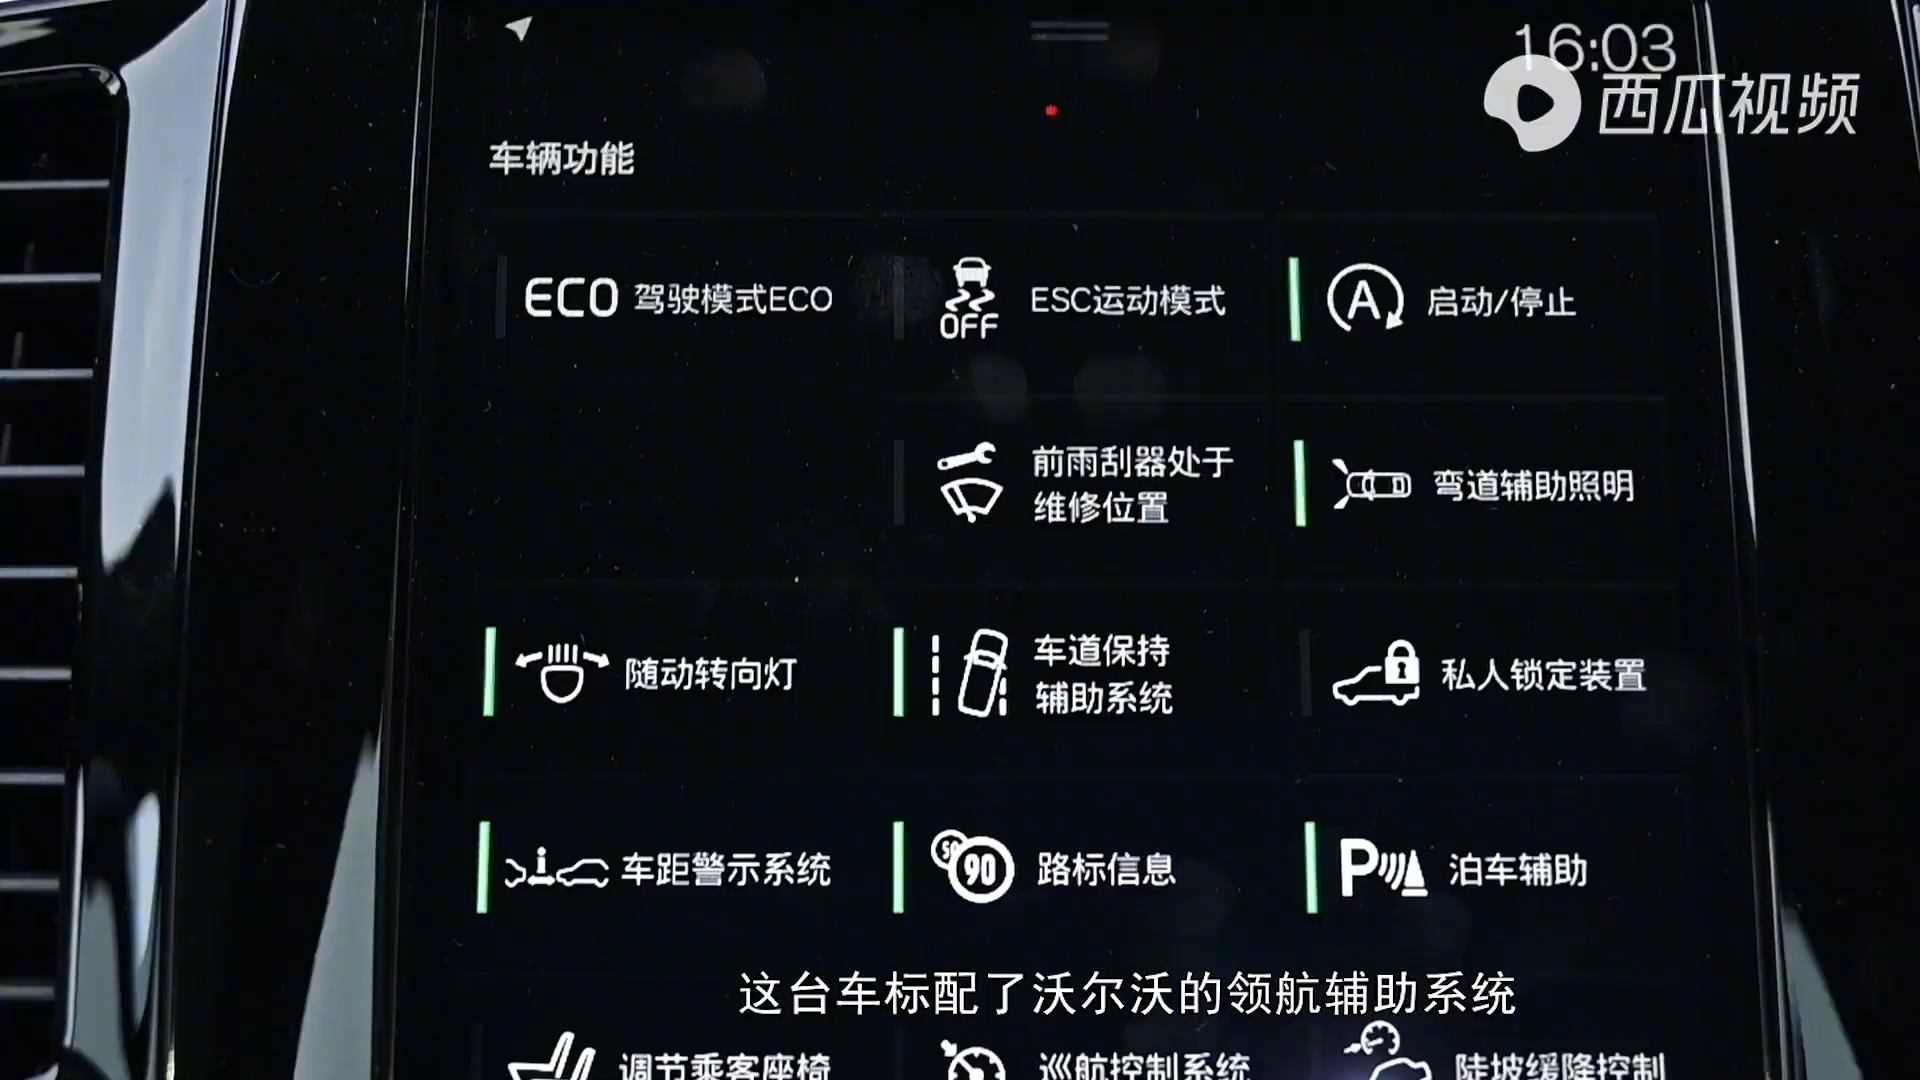 16:03
西瓜视频
车辆功能
ECO 驾驶模式ECO
OFF ESC运动模式
A 启动/停止
前雨刮器处于
维修位置
弯道辅助照明
随动转向灯
车道保持
辅助系统
私人锁定装置
车距警示系统
90 路标信息
P 泊车辅助
这台车标配了沃尔沃的领航辅助系统
调节乘客座椅
巡航控制系统
陡坡缓降控制